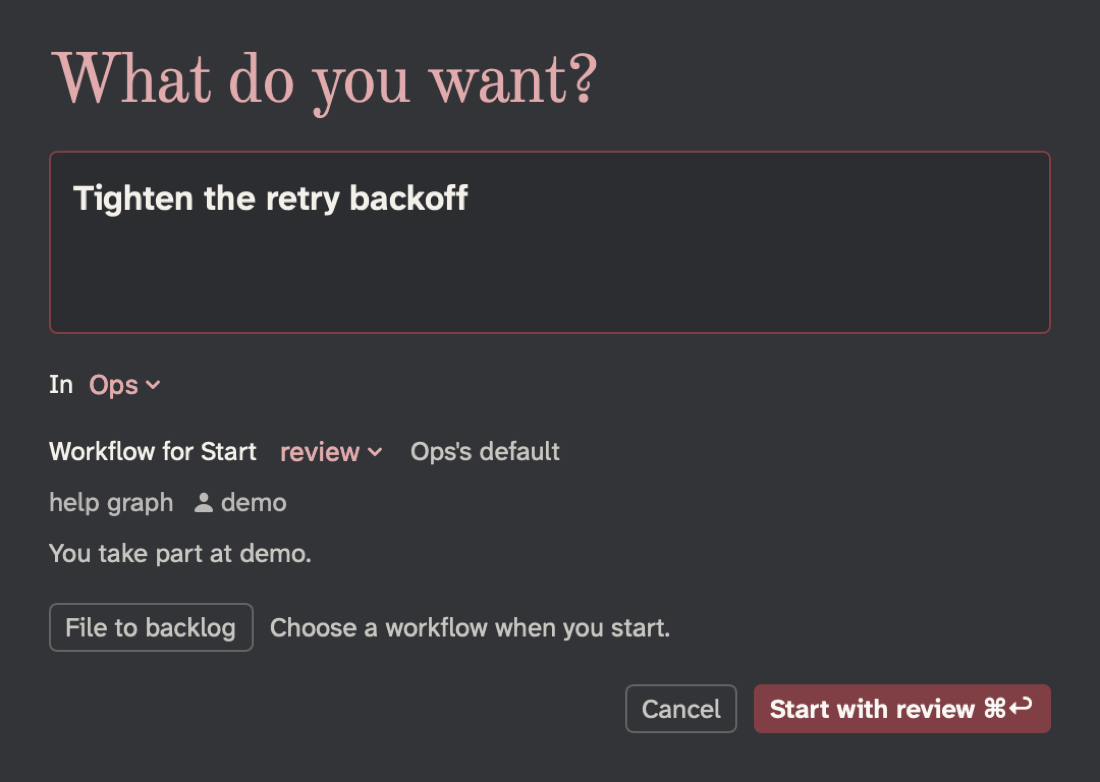 What do you want?
Tighten the retry backoff
In Ops
Workflow for Start review Ops's default
help graph demo
You take part at demo.
File to backlog Choose a workflow when you start.
Cancel Start with review ⌘↩